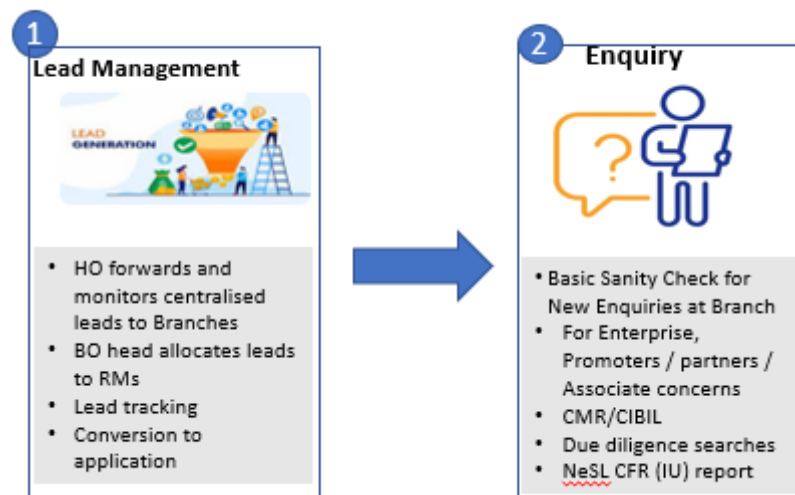 1
Lead Management
LEAD
GENERATION
• HO forwards and
monitors centralised
leads to Branches
• BO head allocates leads
to RMs
• Lead tracking
• Conversion to
application
2
Enquiry
?
• Basic Sanity Check for
New Enquiries at Branch
• For Enterprise,
Promoters / partners /
Associate concerns
• CMR/CIBIL
• Due diligence searches
• NeSL CFR (IU) report